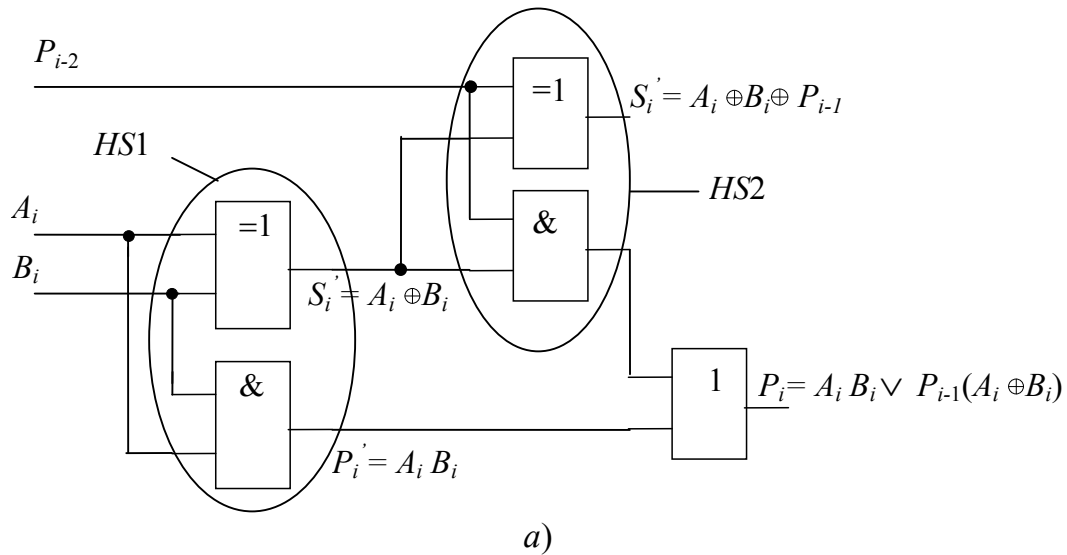 P_{i-2}
=1
S_i^’= A_i ⊕B_i⊕ P_{i-1}
HS1
HS2
A_i
=1
&
B_i
S_i^’= A_i ⊕B_i
&
1
P_i= A_i B_i∨ P_{i-1}(A_i ⊕B_i)
P_i^’= A_i B_i
a)